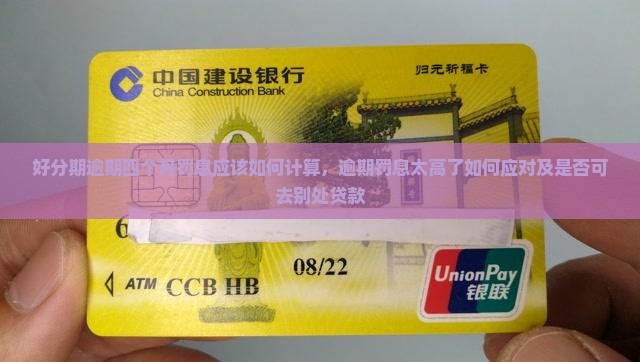 中国建设银行
China Construction Bank
归元祈福卡
好分期逾期四个月罚息应该如何计算，逾期罚息太高了如何应对及是否可
去别处贷款
6
08/22
ATM CCB HB
UnionPay
银联